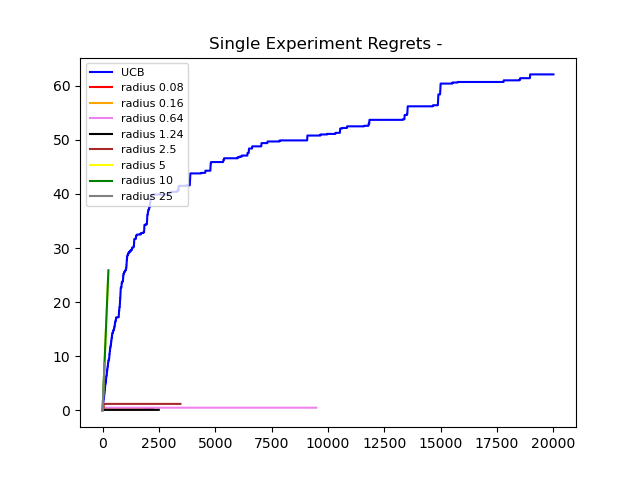 Single Experiment Regrets -
UCB
radius 0.08
radius 0.16
radius 0.64
radius 1.24
radius 2.5
radius 5
radius 10
radius 25
60
50
40
30
20
10
0
0 2500 5000 7500 10000 12500 15000 17500 20000